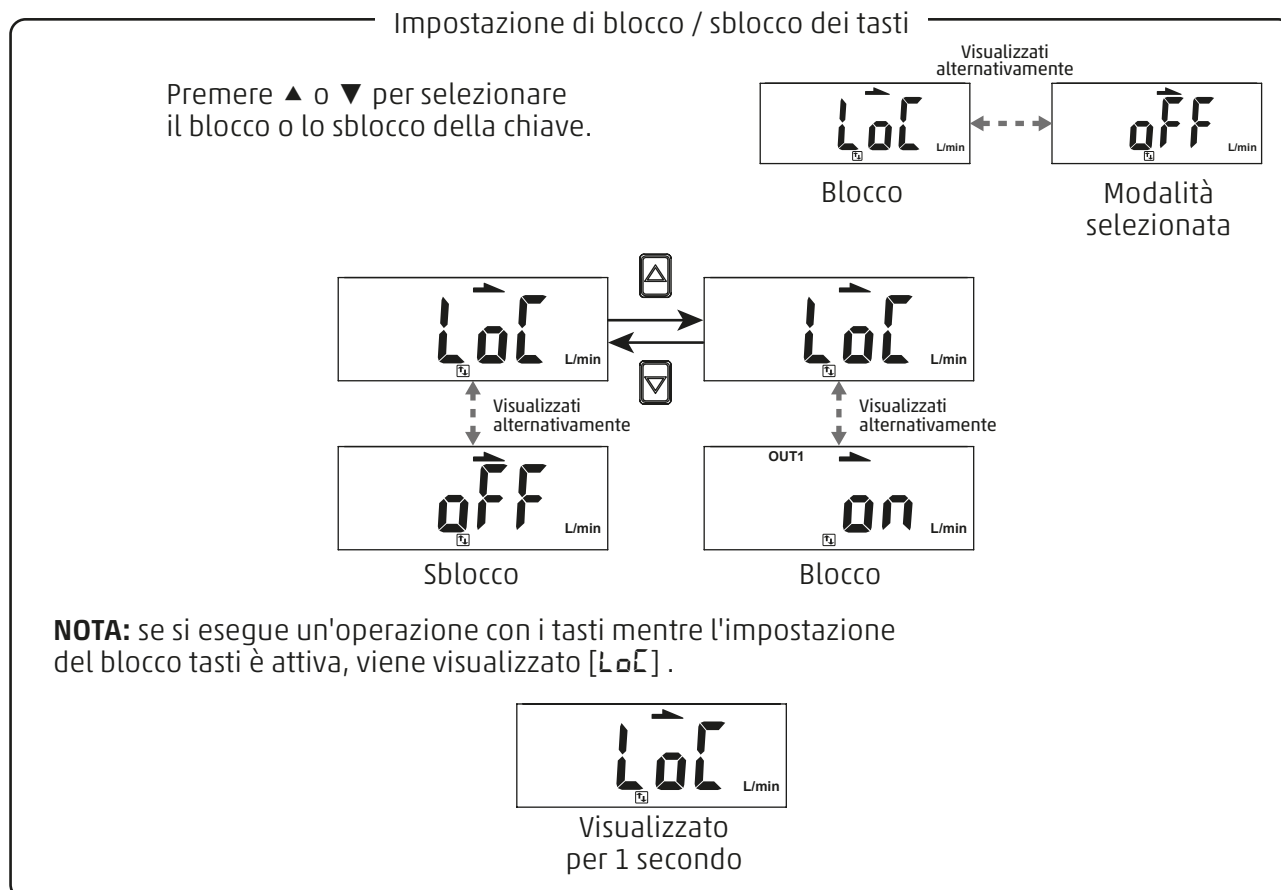 Impostazione di blocco / sblocco dei tasti
Premere ▲ o ▼ per selezionare
il blocco o lo sblocco della chiave.
Visualizzati
alternativamente
LoC
L/min
oFF
L/min
Blocco
Modalità
selezionata
LoC
L/min
LoC
L/min
Visualizzati
alternativamente
Visualizzati
alternativamente
oFF
L/min
OUT1
on
L/min
Sblocco
Blocco
NOTA: se si esegue un'operazione con i tasti mentre l'impostazione
del blocco tasti è attiva, viene visualizzato [LoC] .
LoC
L/min
Visualizzato
per 1 secondo